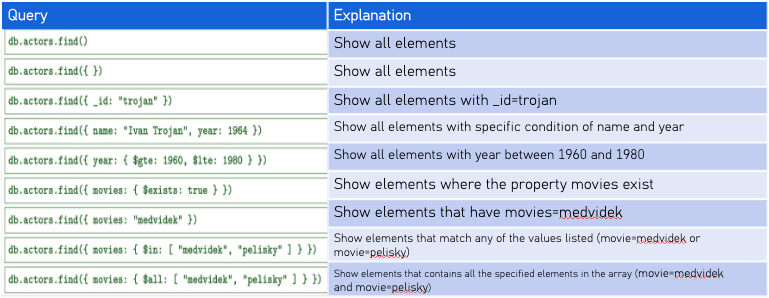 Query Explanation
db.actors.find() Show all elements
db.actors.find({ }) Show all elements
db.actors.find({ _id: "trojan" }) Show all elements with _id=trojan
db.actors.find({ name: "Ivan Trojan", year: 1964 }) Show all elements with specific condition of name and year
db.actors.find({ year: { $gte: 1960, $lte: 1980 } }) Show all elements with year between 1960 and 1980
db.actors.find({ movies: { $exists: true } }) Show elements where the property movies exist
db.actors.find({ movies: "medvidek" }) Show elements that have movies=medvidek
db.actors.find({ movies: { $in: [ "medvidek", "pelisky" ] } }) Show elements that match any of the values listed (movie=medvidek or
movie=pelisky)
db.actors.find({ movies: { $all: [ "medvidek", "pelisky" ] } }) Show elements that contains all the specified elements in the array (movie=medvidek
and movie=pelisky)